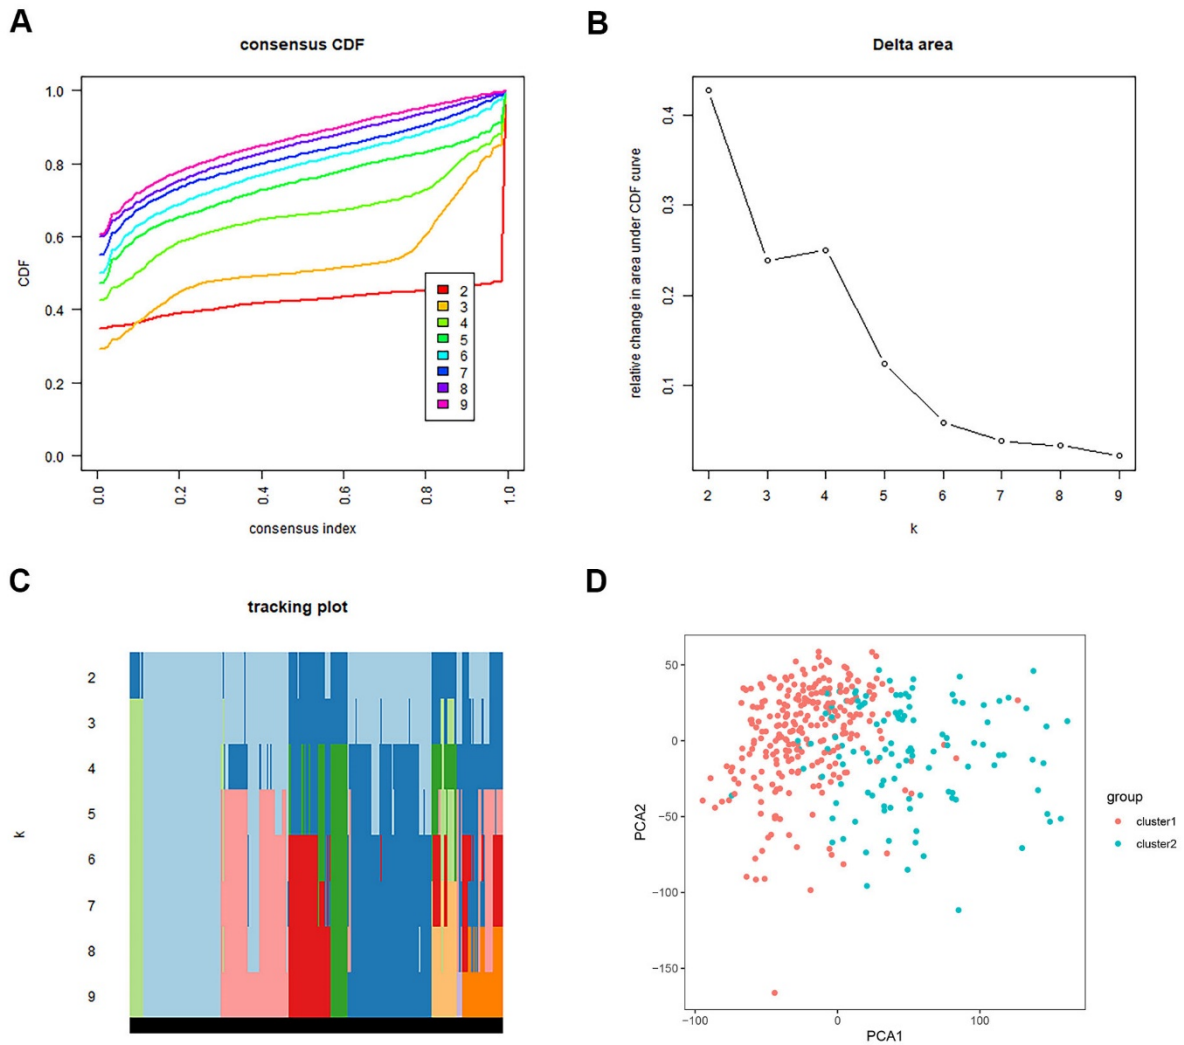 A
consensus CDF
CDF
1.0
0.8
0.6
0.4
0.2
0.0
2
3
4
5
6
7
8
9
0.0
0.2
0.4
0.6
0.8
1.0
consensus index
B
Delta area
relative change in area under CDF curve
0.4
0.3
0.2
0.1
2
3
4
5
6
7
8
9
k
C
tracking plot
k
2
3
4
5
6
7
8
9
D
PCA2
50
0
−50
−100
−150
−100
0
100
PCA1
group
cluster1
cluster2